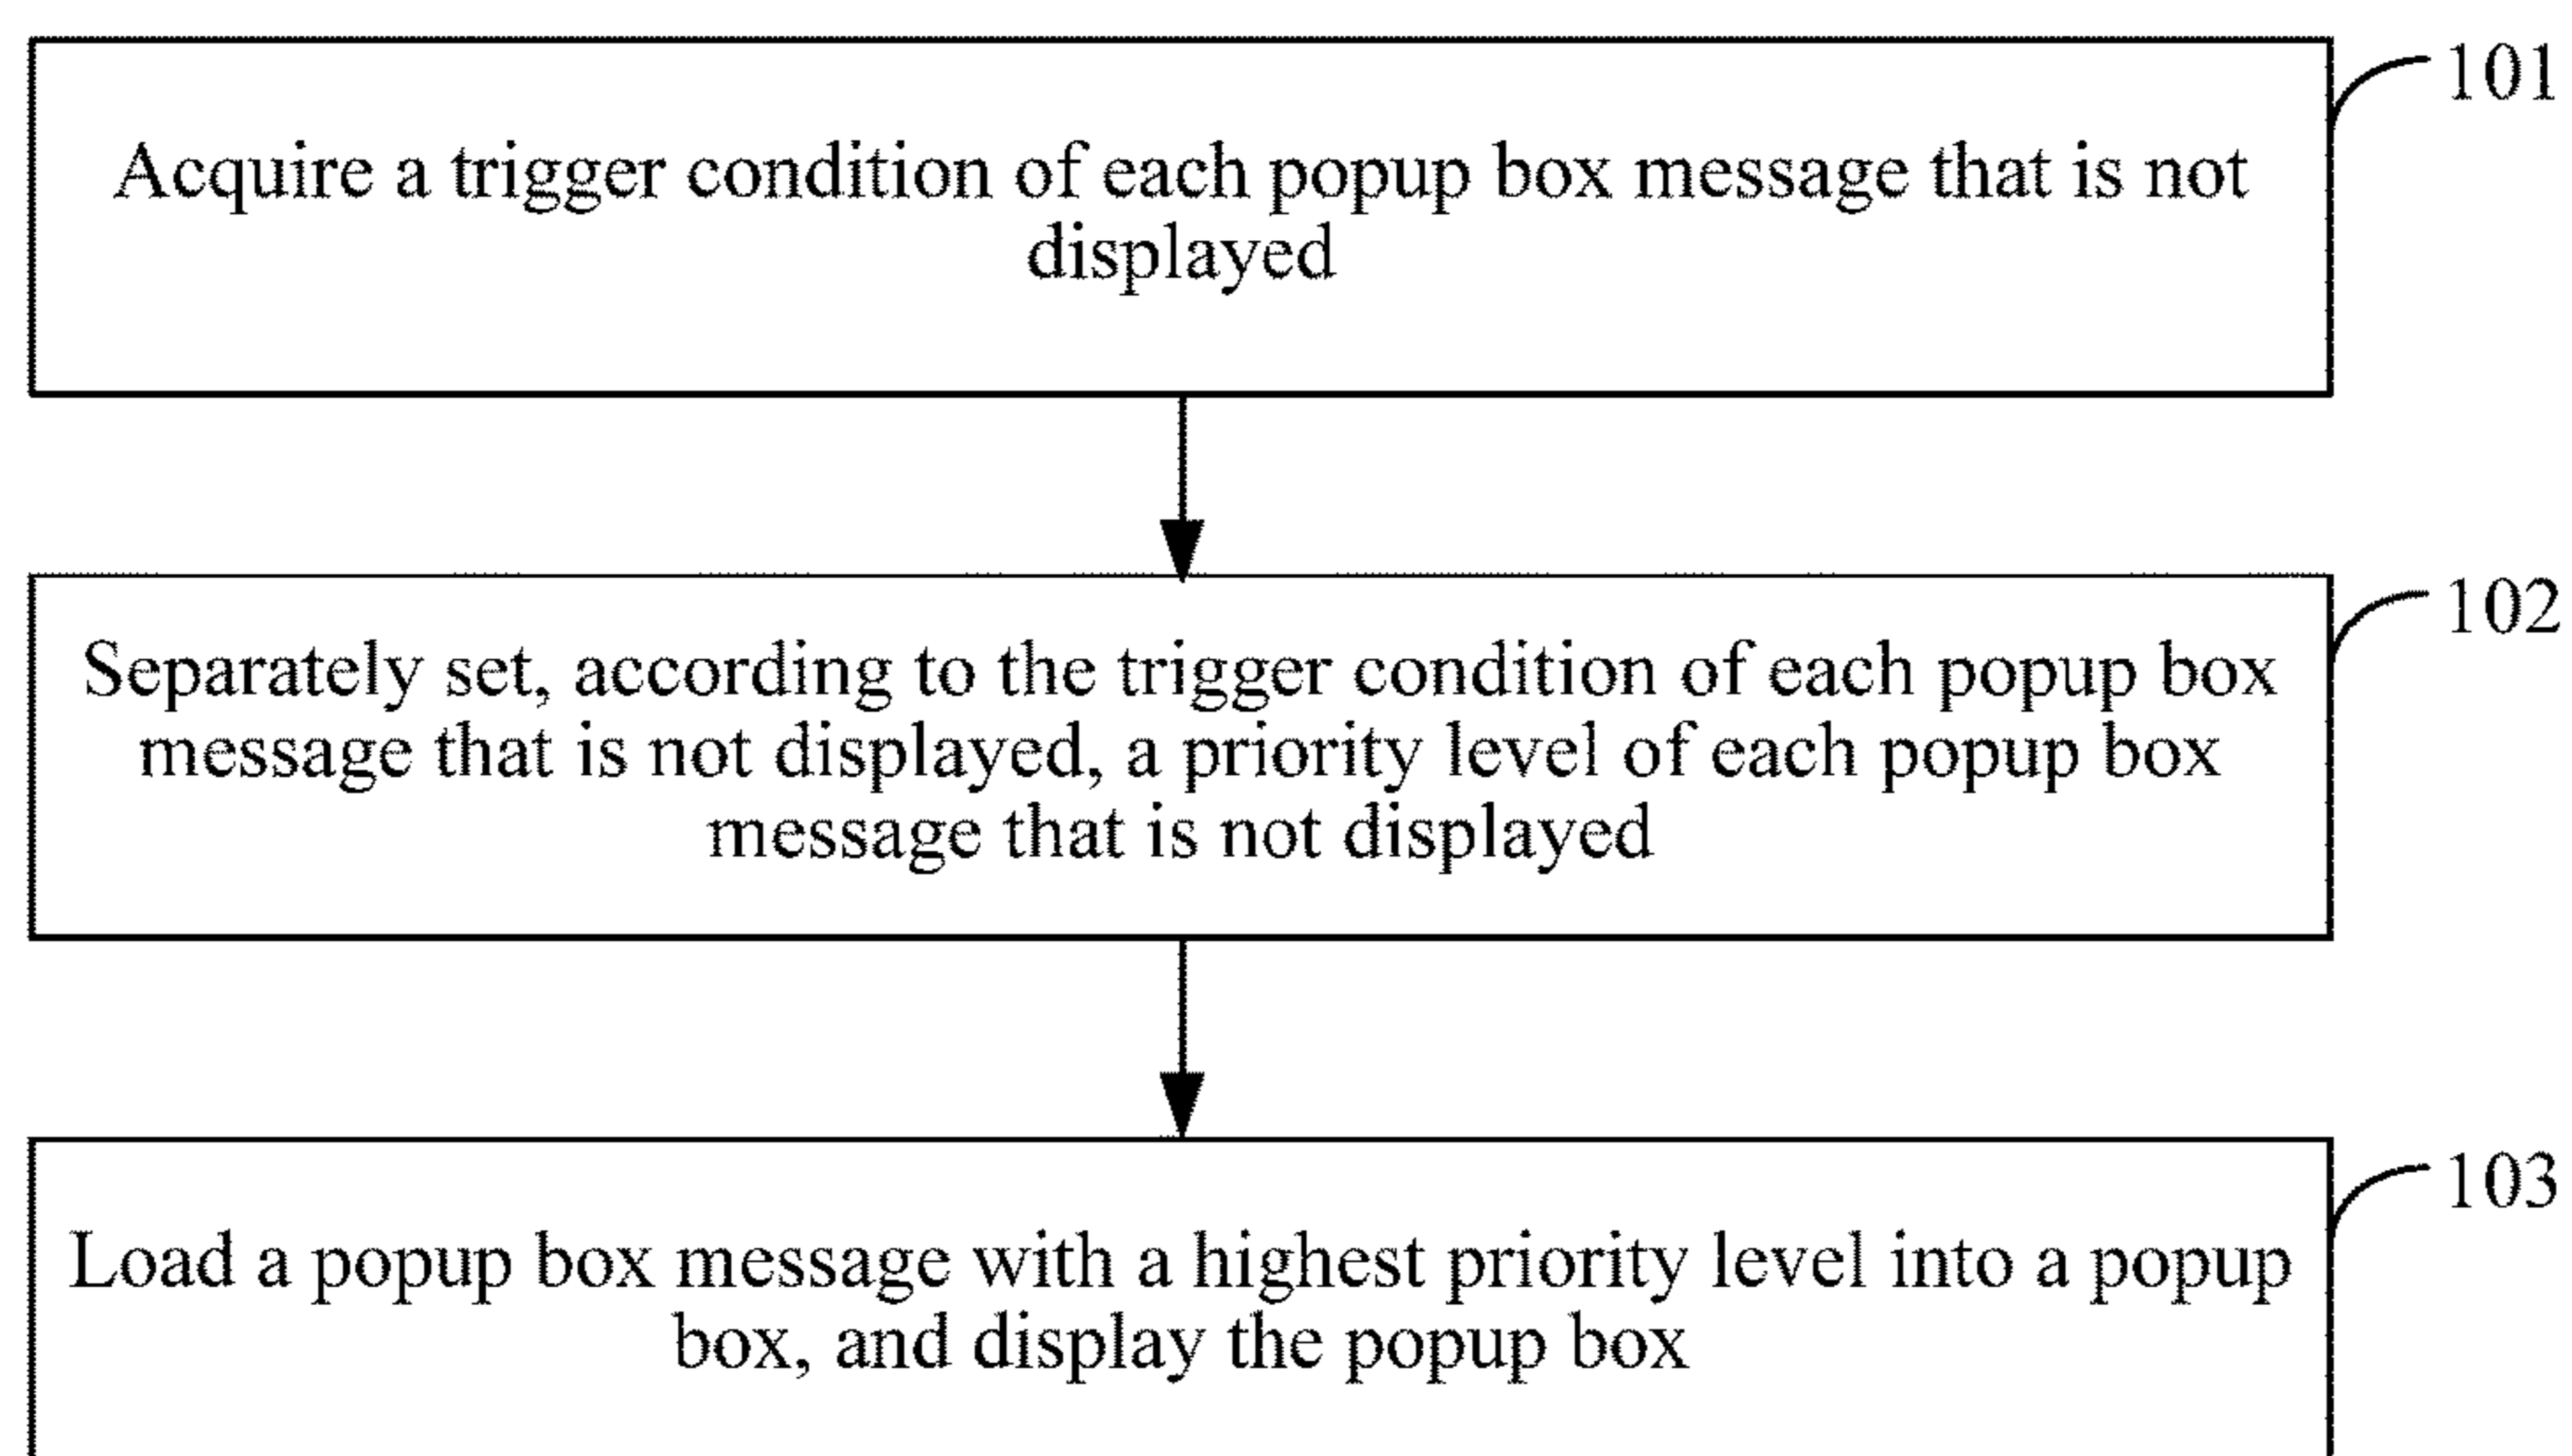 101
Acquire a trigger condition of each popup box message that is not
displayed
102
Separately set, according to the trigger condition of each popup box
message that is not displayed, a priority level of each popup box
message that is not displayed
103
Load a popup box message with a highest priority level into a popup
box, and display the popup box